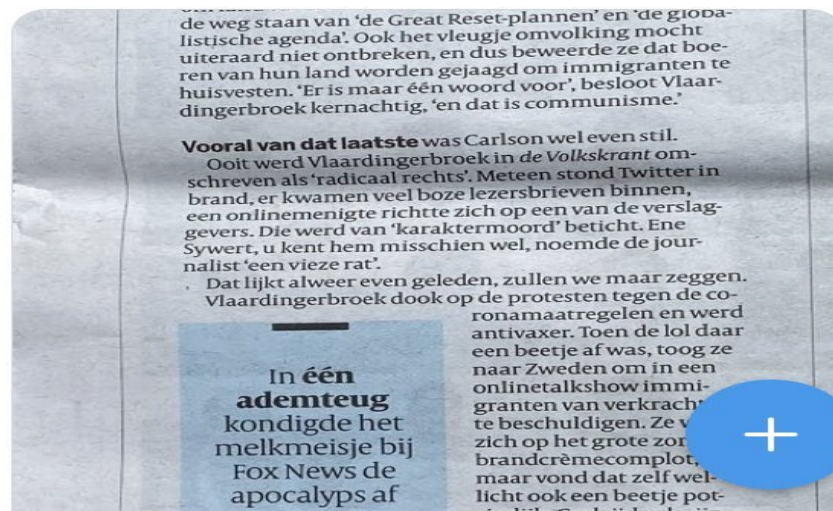 de weg staan van ‘de Great Reset-plannen’ en ‘de globa-
listische agenda’. Ook het vleugje omvolking mocht
uiteraard niet ontbreken, en dus beweerde ze dat boe-
ren van hun land worden gejaagd om immigranten te
huisvesten. ‘Er is maar één woord voor’, besloot Vlaar-
dingerbroek kernachtig, ‘en dat is communisme.’
Vooral van dat laatste was Carlson wel even stil.
Ooit werd Vlaardingerbroek in de Volkskrant om-
schreven als ‘radicaal rechts’. Meteen stond Twitter in
brand, er kwamen veel boze lezersbrieven binnen,
een onlinemenigte richtte zich op een van de verslag-
gevers. Die werd van ‘karaktermoord’ beticht. Ene
Sywert, u kent hem misschien wel, noemde de jour-
nalist ‘een vieze rat’.
Dat lijkt alweer even geleden, zullen we maar zeggen.
Vlaardingerbroek dook op de protesten tegen de co-
ronamaatregelen en werd
antivaxer. Toen de lol daar
een beetje af was, toog ze
naar Zweden om in een
onlinetalkshow immi-
granten van
te beschuldigen. Ze
zich op het grote
brandcrèmecomplot,
maar vond dat zelf wel-
licht ook een beetje pot-
In één
ademteug
kondigde het
melkmeisje bij
Fox News de
apocalyps af